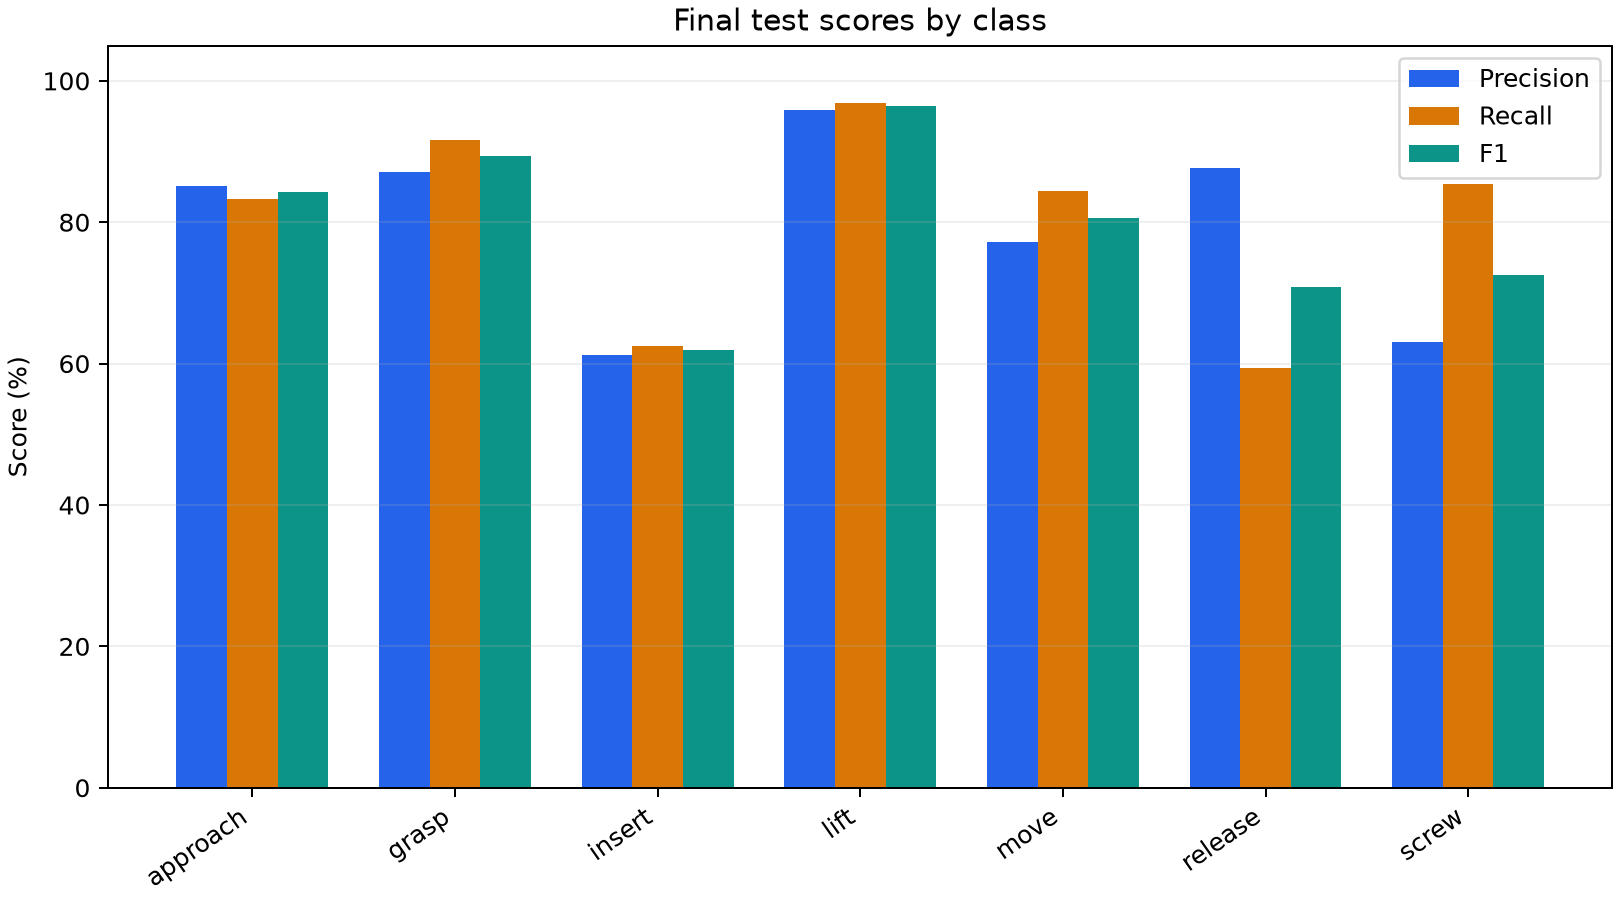 Final test scores by class
Precision
Recall
F1
Score (%)
100
80
60
40
20
0
approach
grasp
insert
lift
move
release
screw